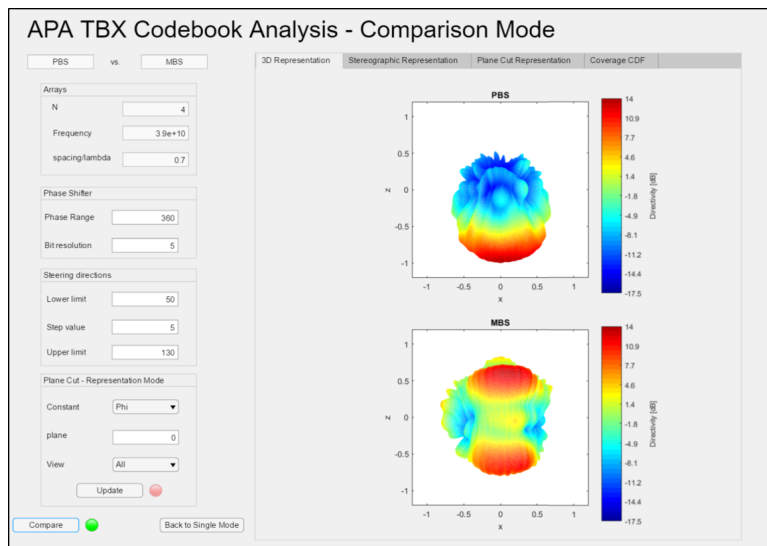 APA TBX Codebook Analysis - Comparison Mode
PBS vs. MBS
3D Representation Stereographic Representation Plane Cut Representation Coverage CDF
Arrays
N 4
Frequency 3.9e+10
spacing/lambda 0.7
Phase Shifter
Phase Range 360
Bit resolution 5
Steering directions
Lower limit 50
Step value 5
Upper limit 130
Plane Cut - Representation Mode
Constant Phi
plane 0
View All
Update
Compare Back to Single Mode
PBS
1
0.5
0
-0.5
-1
z
-1 -0.5 0 0.5 1
x
14
10.9
7.7
4.6
1.4
-1.8
-4.9
-8.1
-11.2
-14.4
-17.5
Directivity [dB]
MBS
1
0.5
0
-0.5
-1
z
-1 -0.5 0 0.5 1
x
14
10.9
7.7
4.6
1.4
-1.8
-4.9
-8.1
-11.2
-14.4
-17.5
Directivity [dB]